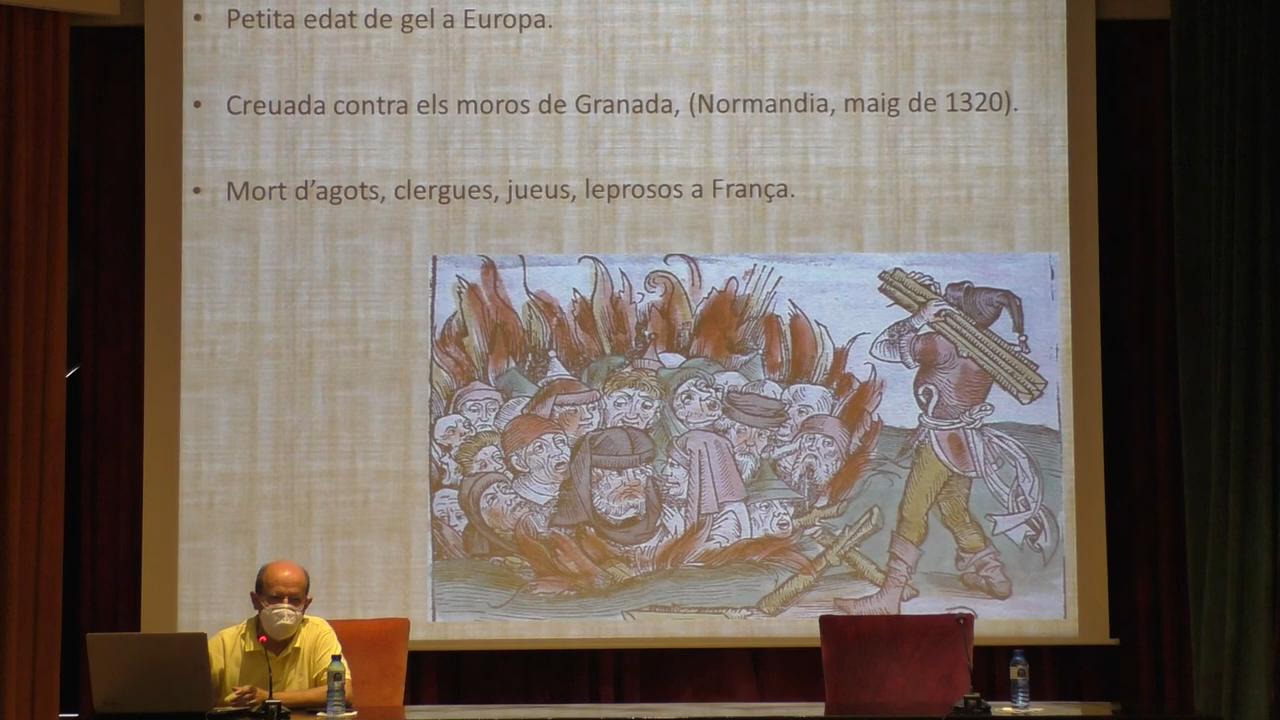 • Petita edat de gel a Europa.
• Creuada contra els moros de Granada, (Normandia, maig de 1320).
• Mort d’agots, clergues, jueus, leprosos a França.